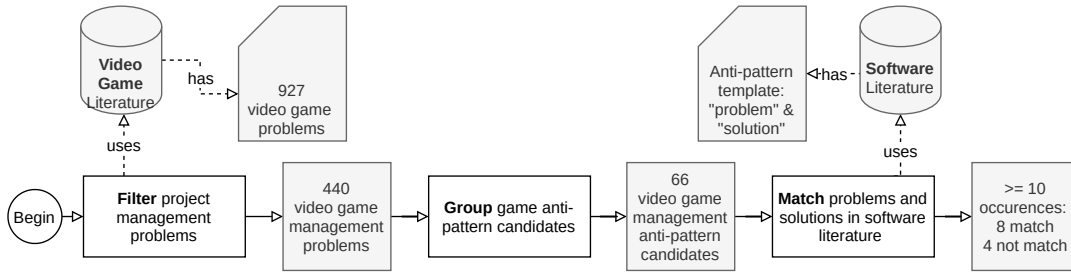 Video
Game
Literature
has
927
video game
problems
Anti-pattern
template:
"problem" &
"solution"
has
Software
Literature
uses
uses
Begin
Filter project
management
problems
440
video game
management
problems
Group game anti-
pattern candidates
66
video game
management
anti-pattern
candidates
Match problems and
solutions in software
literature
>= 10
occurences:
8 match
4 not match